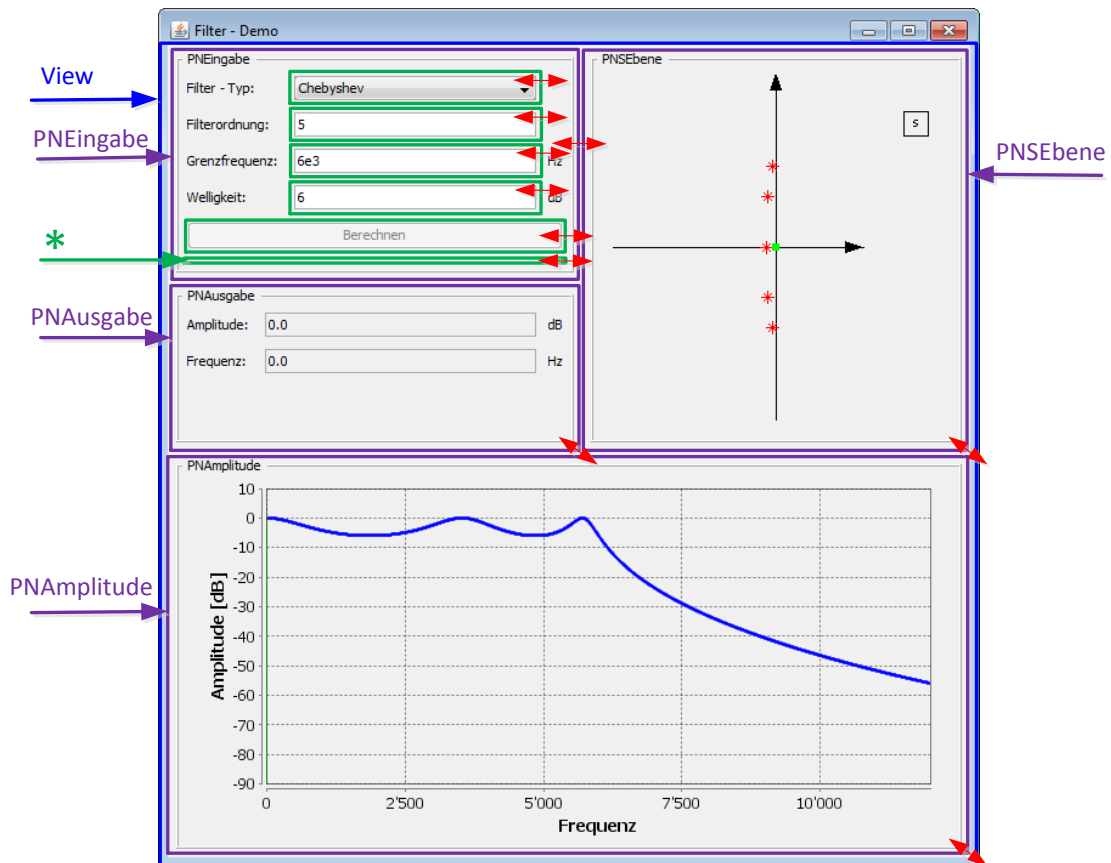 Filter - Demo
View
PNEingabe
PNEingabe
Filter - Typ:
Chebyshev
Filterordnung:
5
Grenzfrequenz:
6e3
Hz
Welligkeit:
6
dB
Berechnen
*
PNSEbene
s
PNSEbene
PNAusgabe
PNAusgabe
Amplitude:
0.0
dB
Frequenz:
0.0
Hz
PNAmplitude
PNAmplitude
Amplitude [dB]
10
0
-10
-20
-30
-40
-50
-60
-70
-80
-90
0
2'500
5'000
7'500
10'000
Frequenz